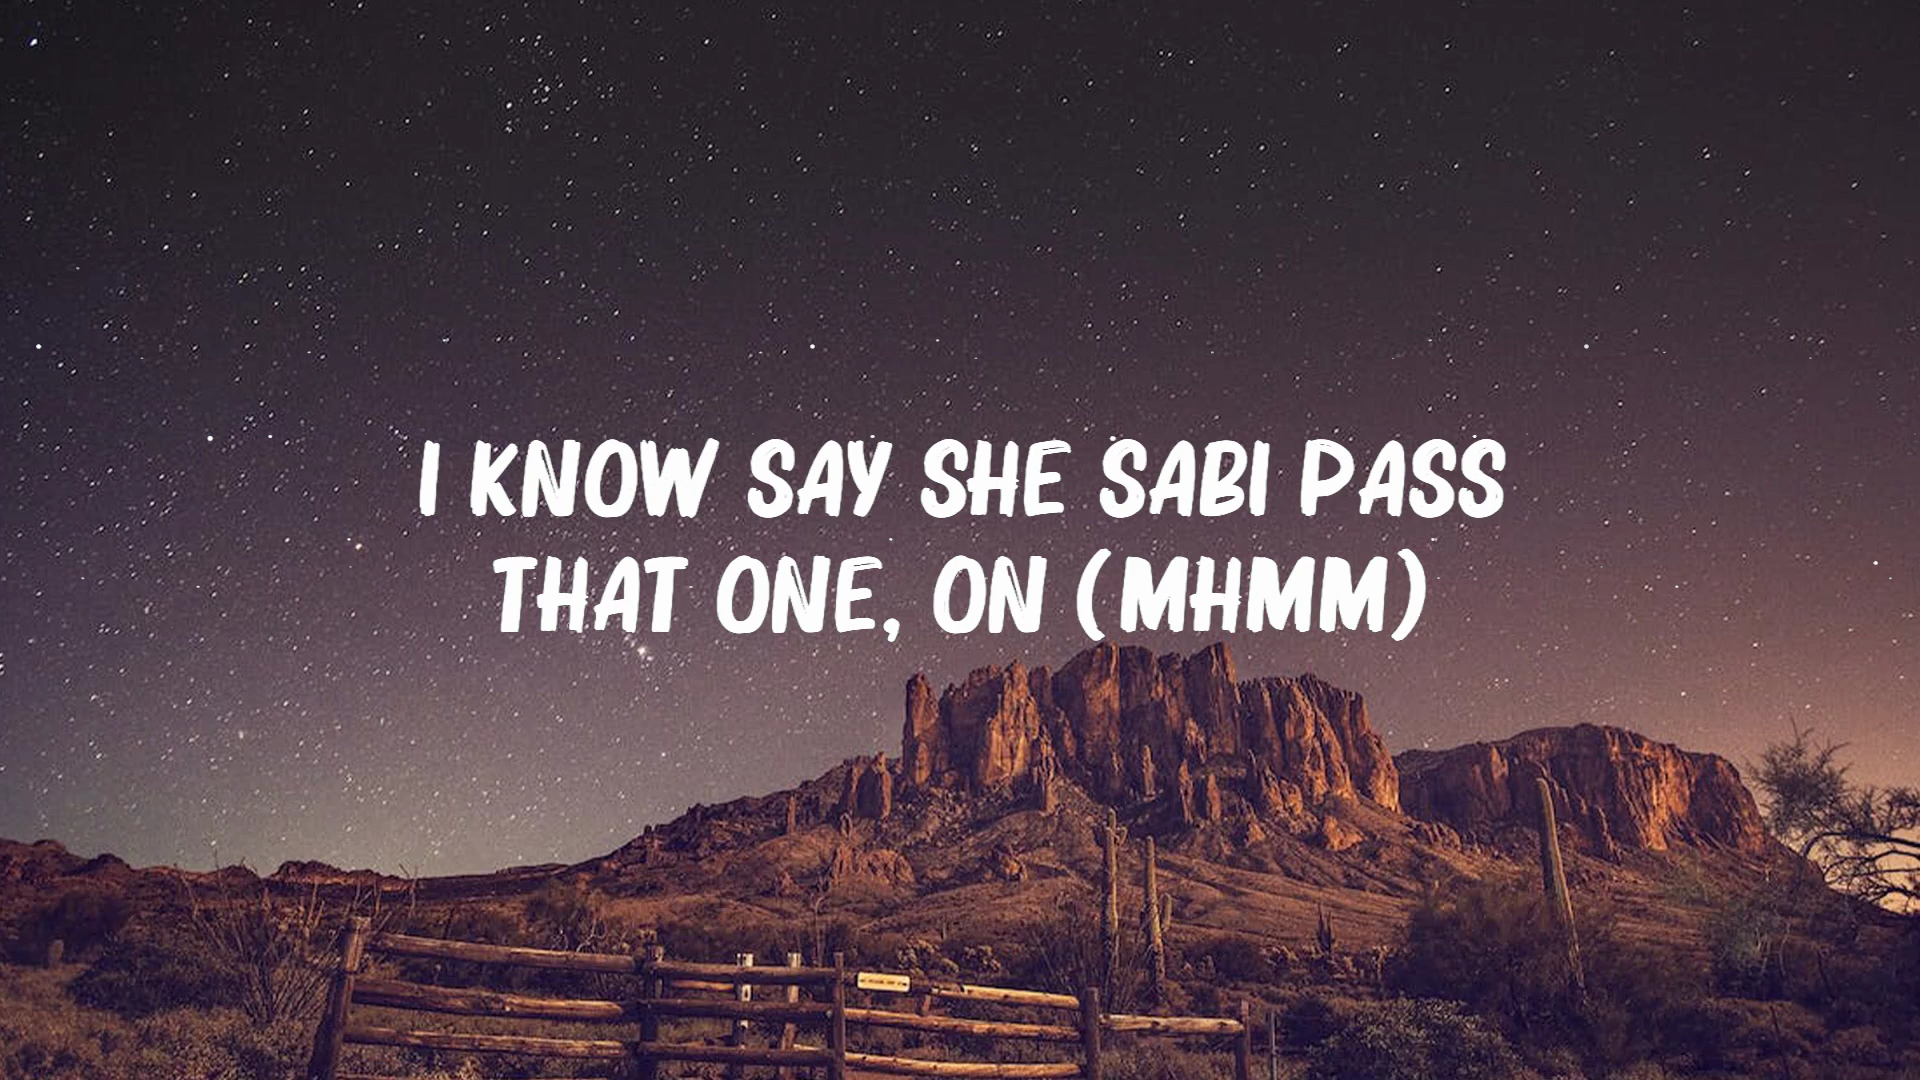 I KNOW SAY SHE SABI PASS
THAT ONE, ON (MHMM)